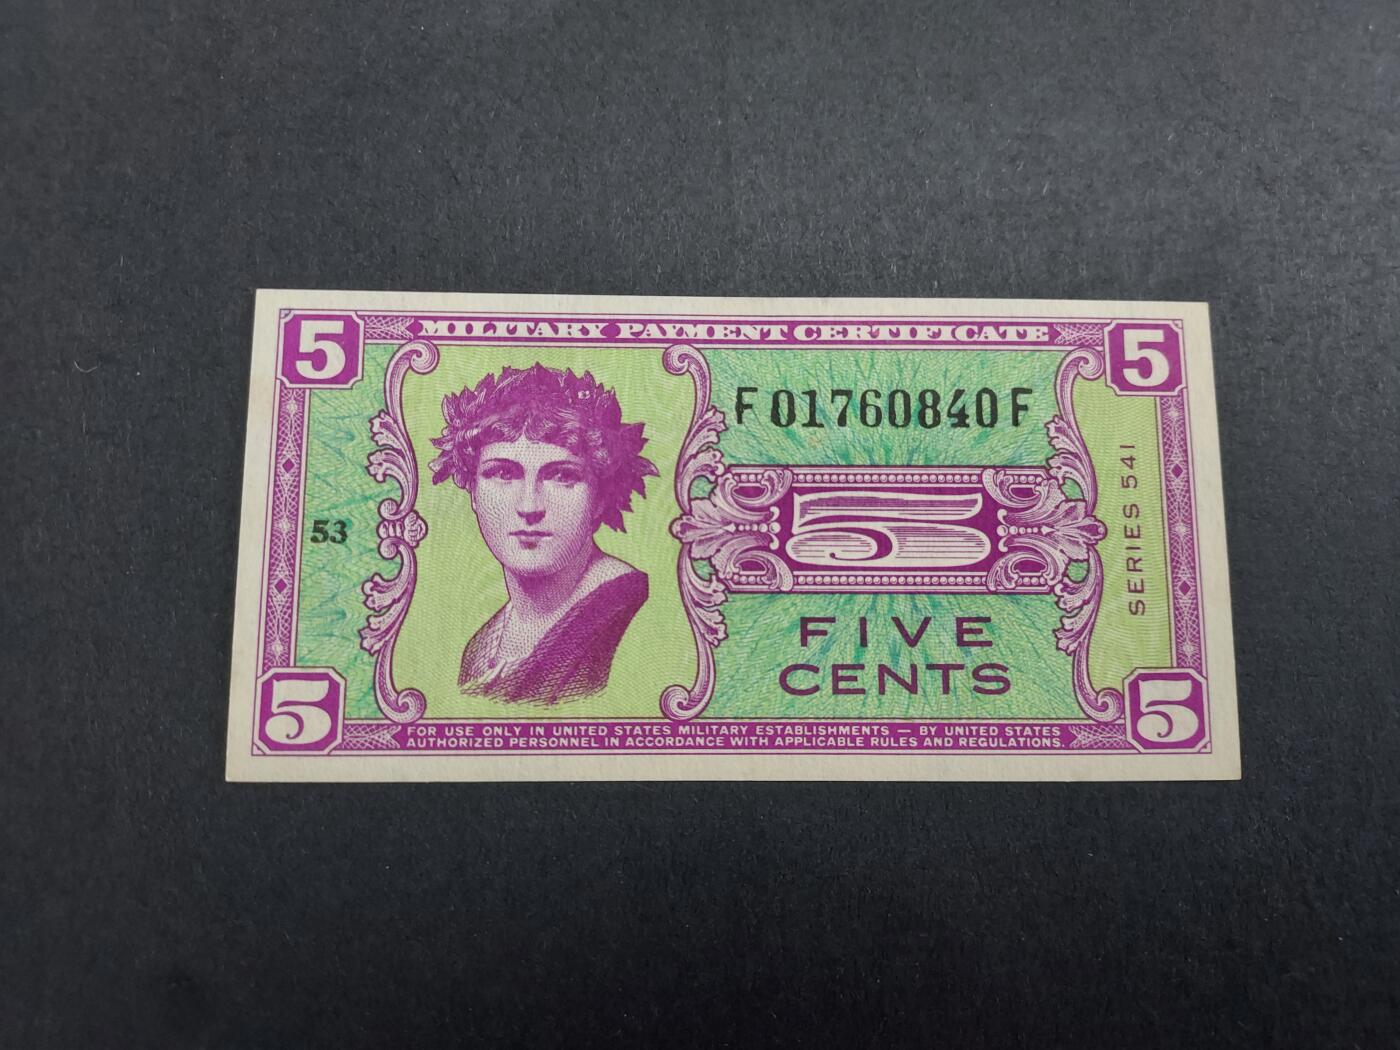 5 MILITARY PAYMENT CERTIFICATE 5
F01760840F
SERIES 541
53
5
FIVE
CENTS
5 5
FOR USE ONLY IN UNITED STATES MILITARY ESTABLISHMENTS — BY UNITED STATES
AUTHORIZED PERSONNEL IN ACCORDANCE WITH APPLICABLE RULES AND REGULATIONS.